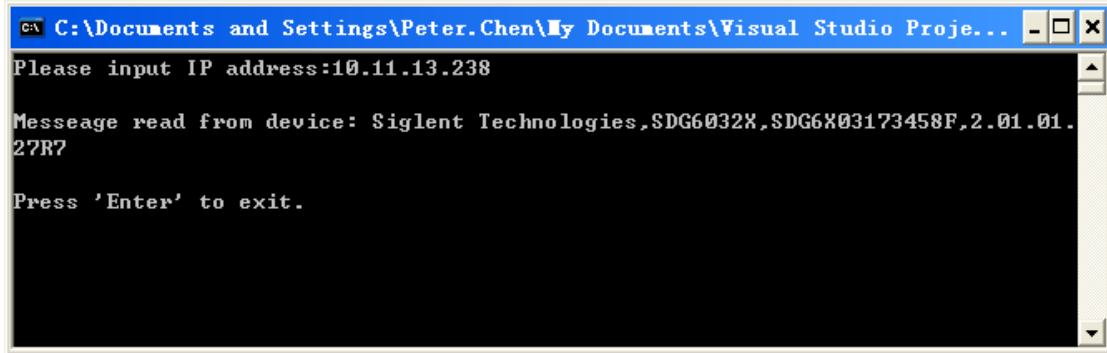 C:\Documents and Settings\Peter.Chen\My Documents\Visual Studio Proje...
Please input IP address:10.11.13.238
Messeage read from device: Siglent Technologies,SDG6032X,SDG6X03173458F,2.01.01.
27R7
Press 'Enter' to exit.